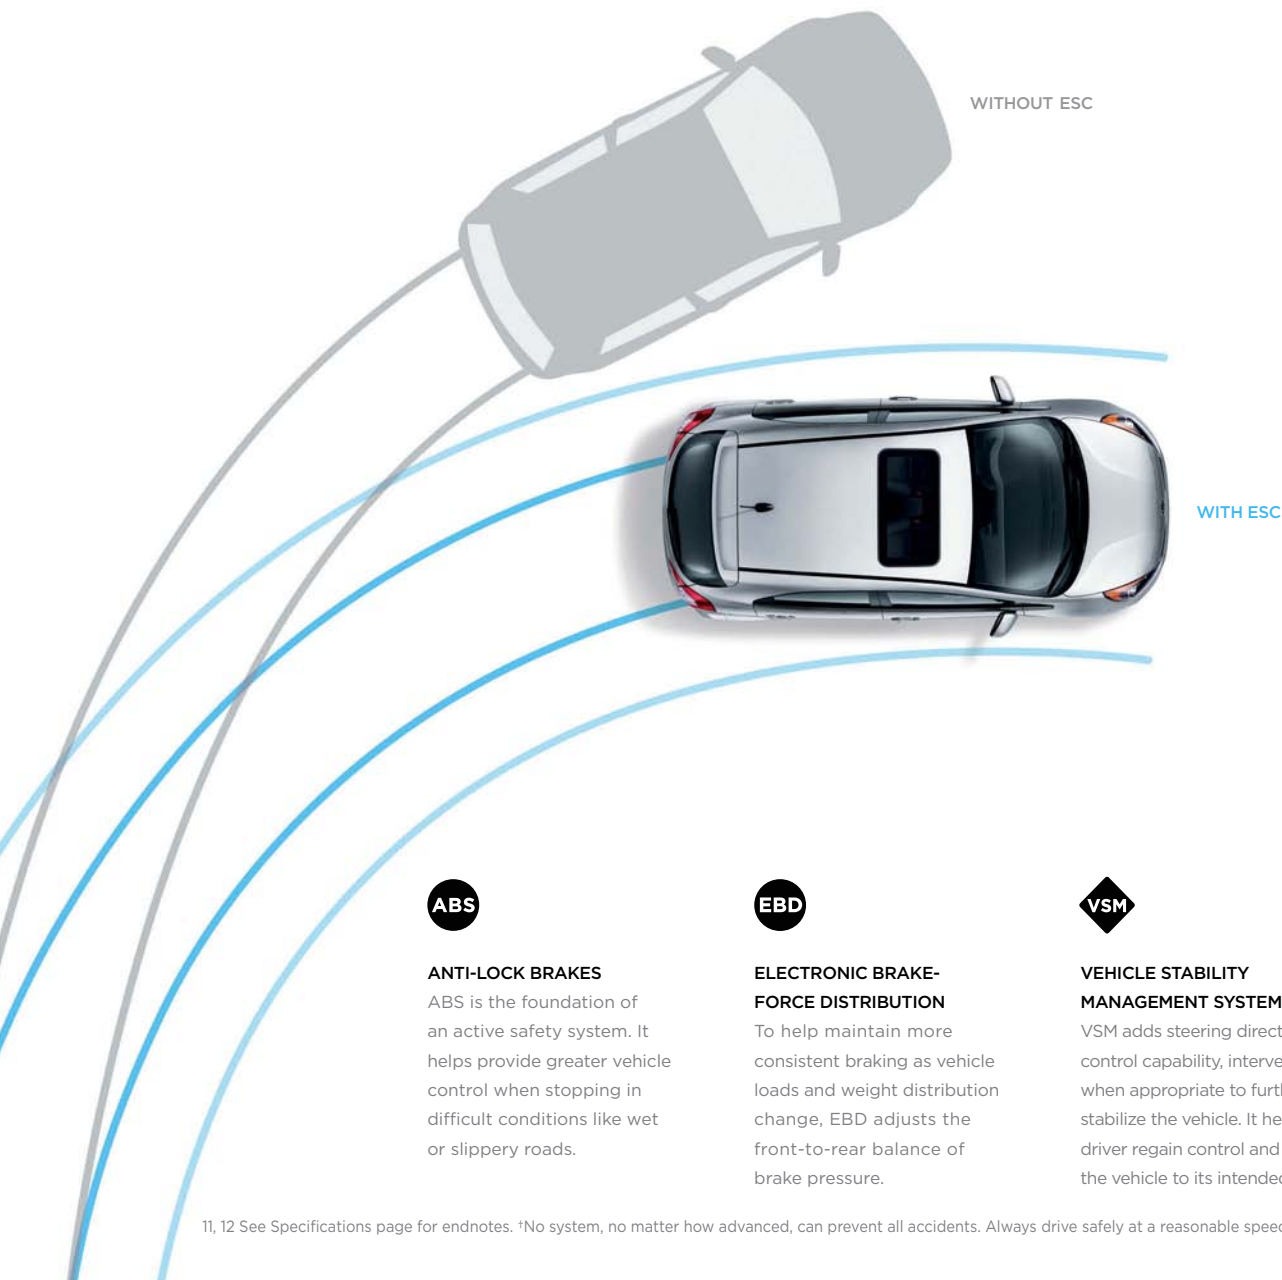 WITHOUT ESC
WITH ESC
ABS
ANTI-LOCK BRAKES
ABS is the foundation of
an active safety system. It
helps provide greater vehicle
control when stopping in
difficult conditions like wet
or slippery roads.
EBD
ELECTRONIC BRAKE-
FORCE DISTRIBUTION
To help maintain more
consistent braking as vehicle
loads and weight distribution
change, EBD adjusts the
front-to-rear balance of
brake pressure.
VSM
VEHICLE STABILITY
MANAGEMENT SYSTEM
VSM adds steering
control capability,
when appropriate to
stabilize the vehicle. It
driver regain control and
the vehicle to its intended
11, 12 See Specifications page for endnotes. †No system, no matter how advanced, can prevent all accidents. Always drive safely at a reasonable speed